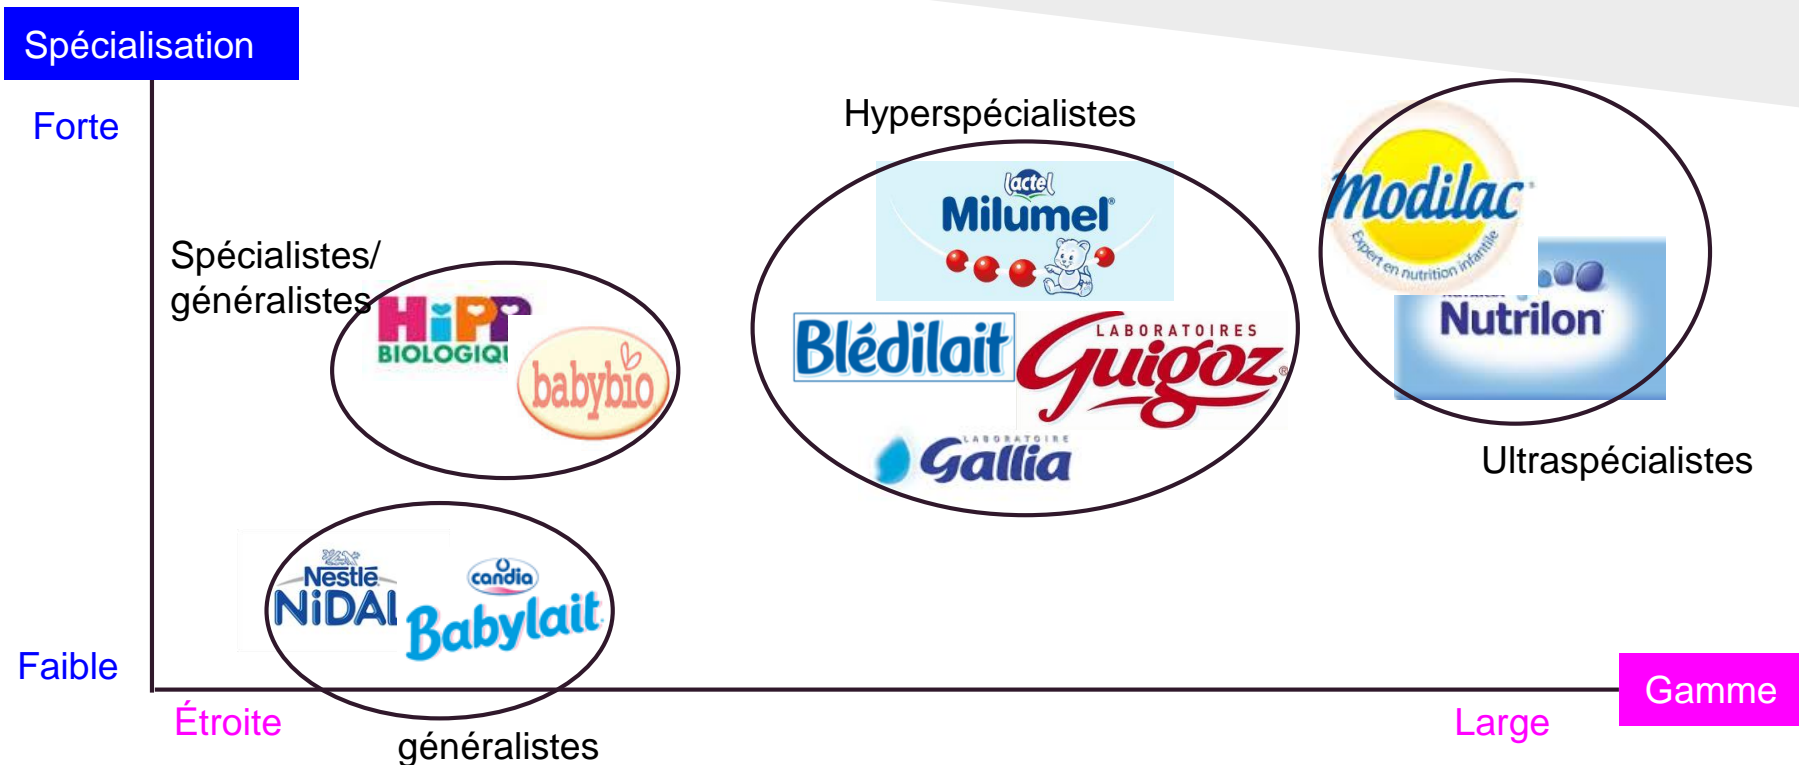 Spécialisation
Forte
Hyperspécialistes
lactel
Milumel
Modilac
Expert en nutrition infantile
Spécialistes/
généralistes
HiPP
BIOLOGIQU
babybio
Blédilait
LABORATOIRES
Guigoz
Nutrilon
LABORATOIRE
Gallia
Ultraspécialistes
Nestlé
NiDAL
candia
Babylait
Faible
Gamme
Étroite
Large
généralistes